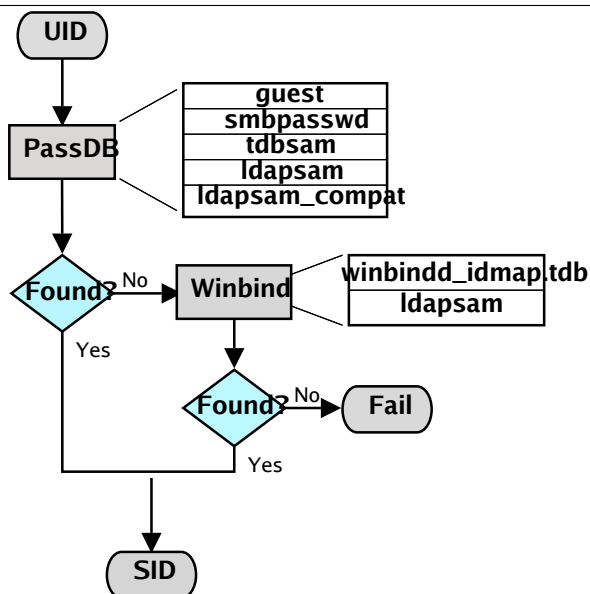 UID
PassDB
guest
smbpasswd
tdbsam
ldapsam
ldapsam_compat
Found?
No
Winbind
winbindd_idmap.tdb
ldapsam
Yes
Found?
No
Fail
Yes
SID